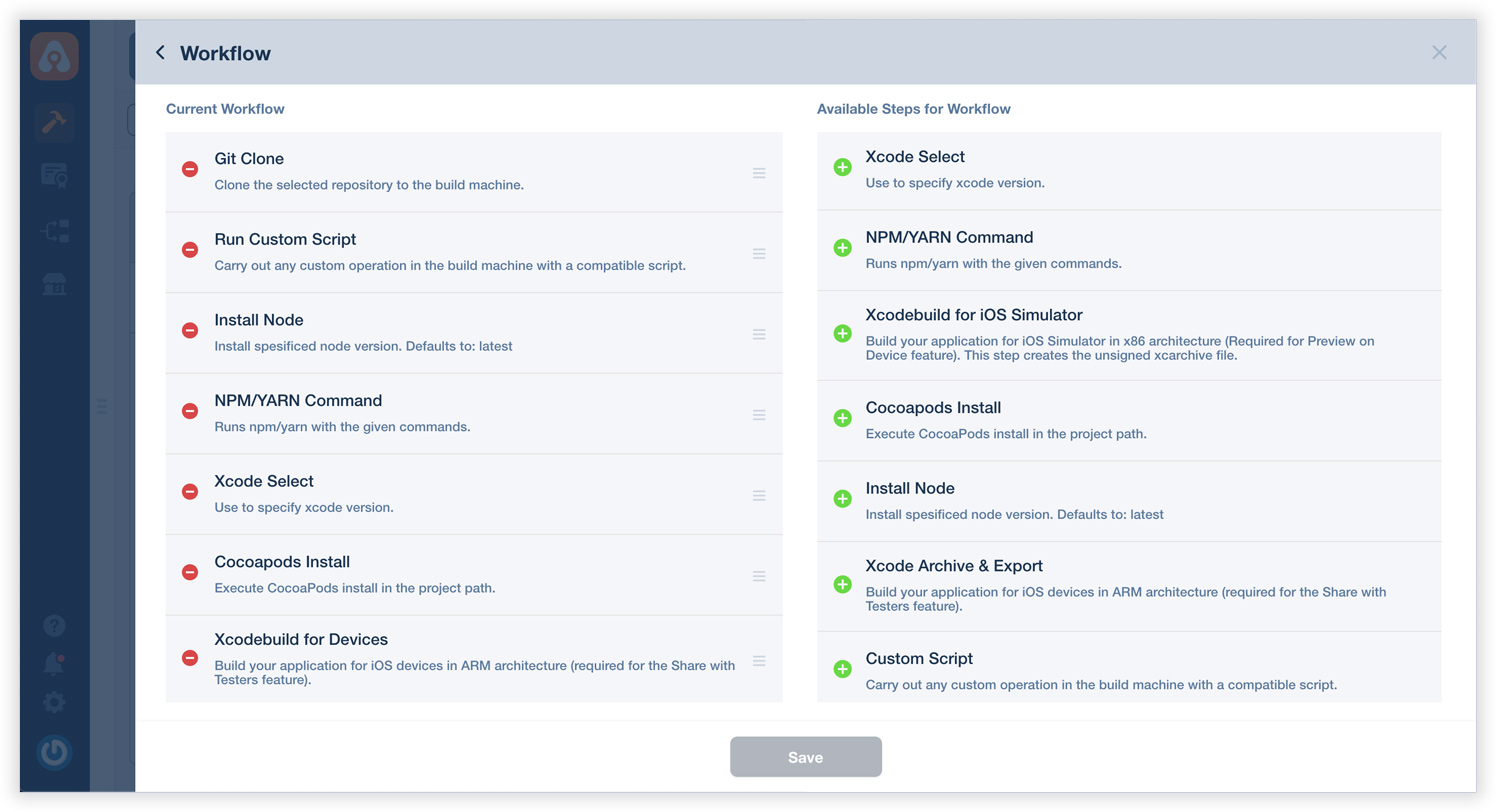 Workflow
Current Workflow
Git Clone
Clone the selected repository to the build machine.
Run Custom Script
Carry out any custom operation in the build machine with a compatible script.
Install Node
Install spesificed node version. Defaults to: latest
NPM/YARN Command
Runs npm/yarn with the given commands.
Xcode Select
Use to specify xcode version.
Cocoapods Install
Execute CocoaPods install in the project path.
Xcodebuild for Devices
Build your application for iOS devices in ARM architecture (required for the Share with
Testers feature).
Available Steps for Workflow
Xcode Select
Use to specify xcode version.
NPM/YARN Command
Runs npm/yarn with the given commands.
Xcodebuild for iOS Simulator
Build your application for iOS Simulator in x86 architecture (Required for Preview on
Device feature). This step creates the unsigned xcarchive file.
Cocoapods Install
Execute CocoaPods install in the project path.
Install Node
Install spesificed node version. Defaults to: latest
Xcode Archive & Export
Build your application for iOS devices in ARM architecture (required for the Share with
Testers feature).
Custom Script
Carry out any custom operation in the build machine with a compatible script.
Save